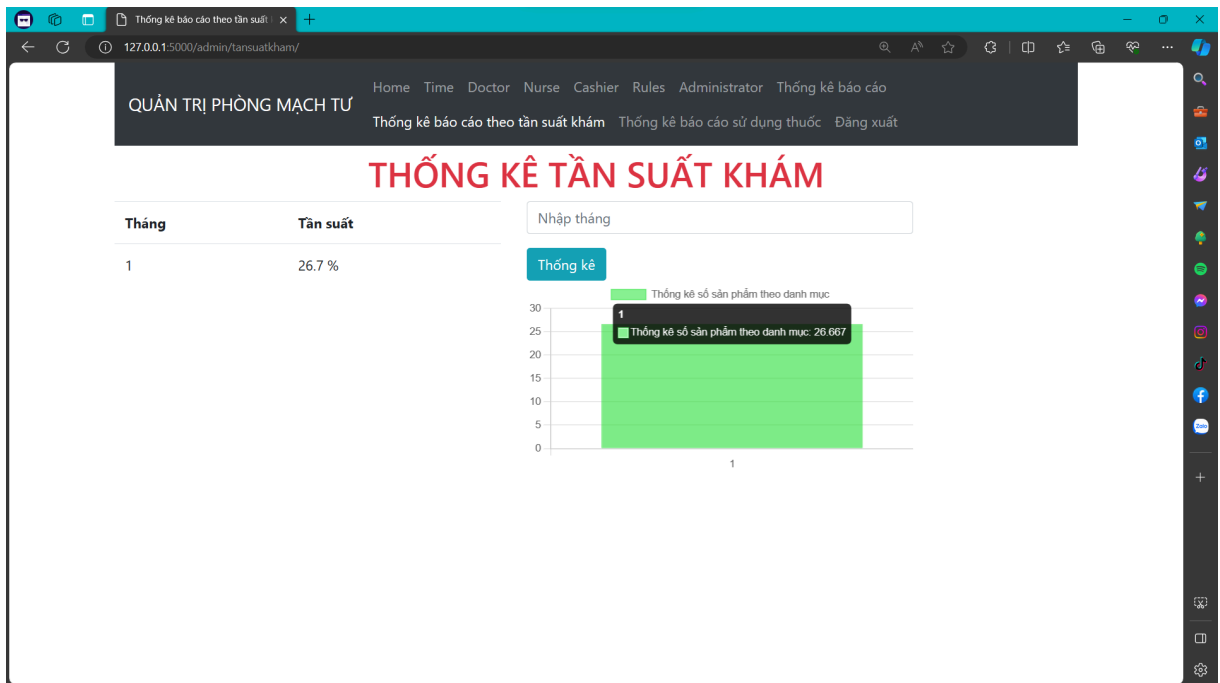 Thống kê báo cáo theo tần suất
127.0.0.1:5000/admin/tansuatkham/
QUẢN TRỊ PHÒNG MẠCH TƯ
Home Time Doctor Nurse Cashier Rules Administrator Thống kê báo cáo
Thống kê báo cáo theo tần suất khám Thống kê báo cáo sử dụng thuốc Đăng xuất
THỐNG KÊ TẦN SUẤT KHÁM
Tháng Tần suất
1 26.7 %
Nhập tháng
Thống kê
Thống kê số sản phẩm theo danh mục
30
25
20
15
10
5
0
1
Thống kê số sản phẩm theo danh mục: 26.667
1
Zalo